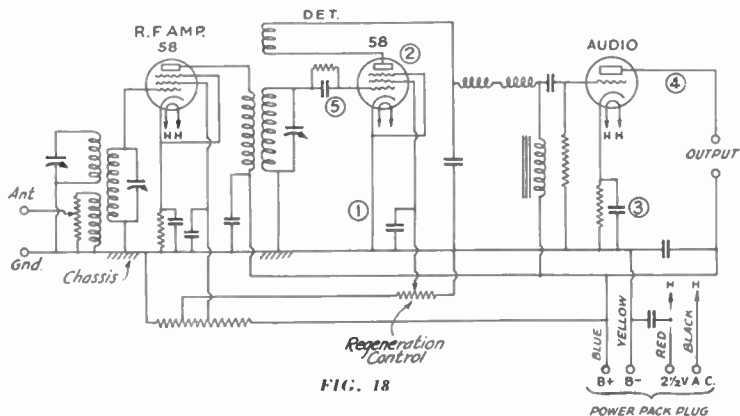 DET.
R.F. AMP.
58
58
②
AUDIO
④
⑤
H H
H H
OUTPUT
Ant
①
③
Gnd.
Chassis
H
H
Regeneration
Control
BLUE
YELLOW
RED
BLACK
FIG. 18
B+ B- 2½ V A C.
POWER PACK PLUG